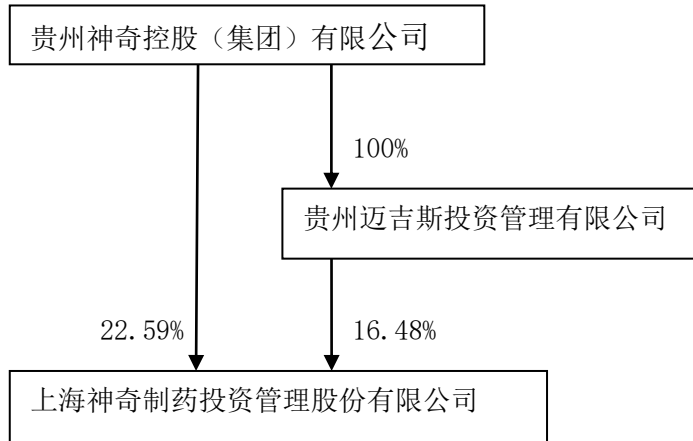 贵州神奇控股（集团）有限公司
100%
贵州迈吉斯投资管理有限公司
22.59%
16.48%
上海神奇制药投资管理股份有限公司